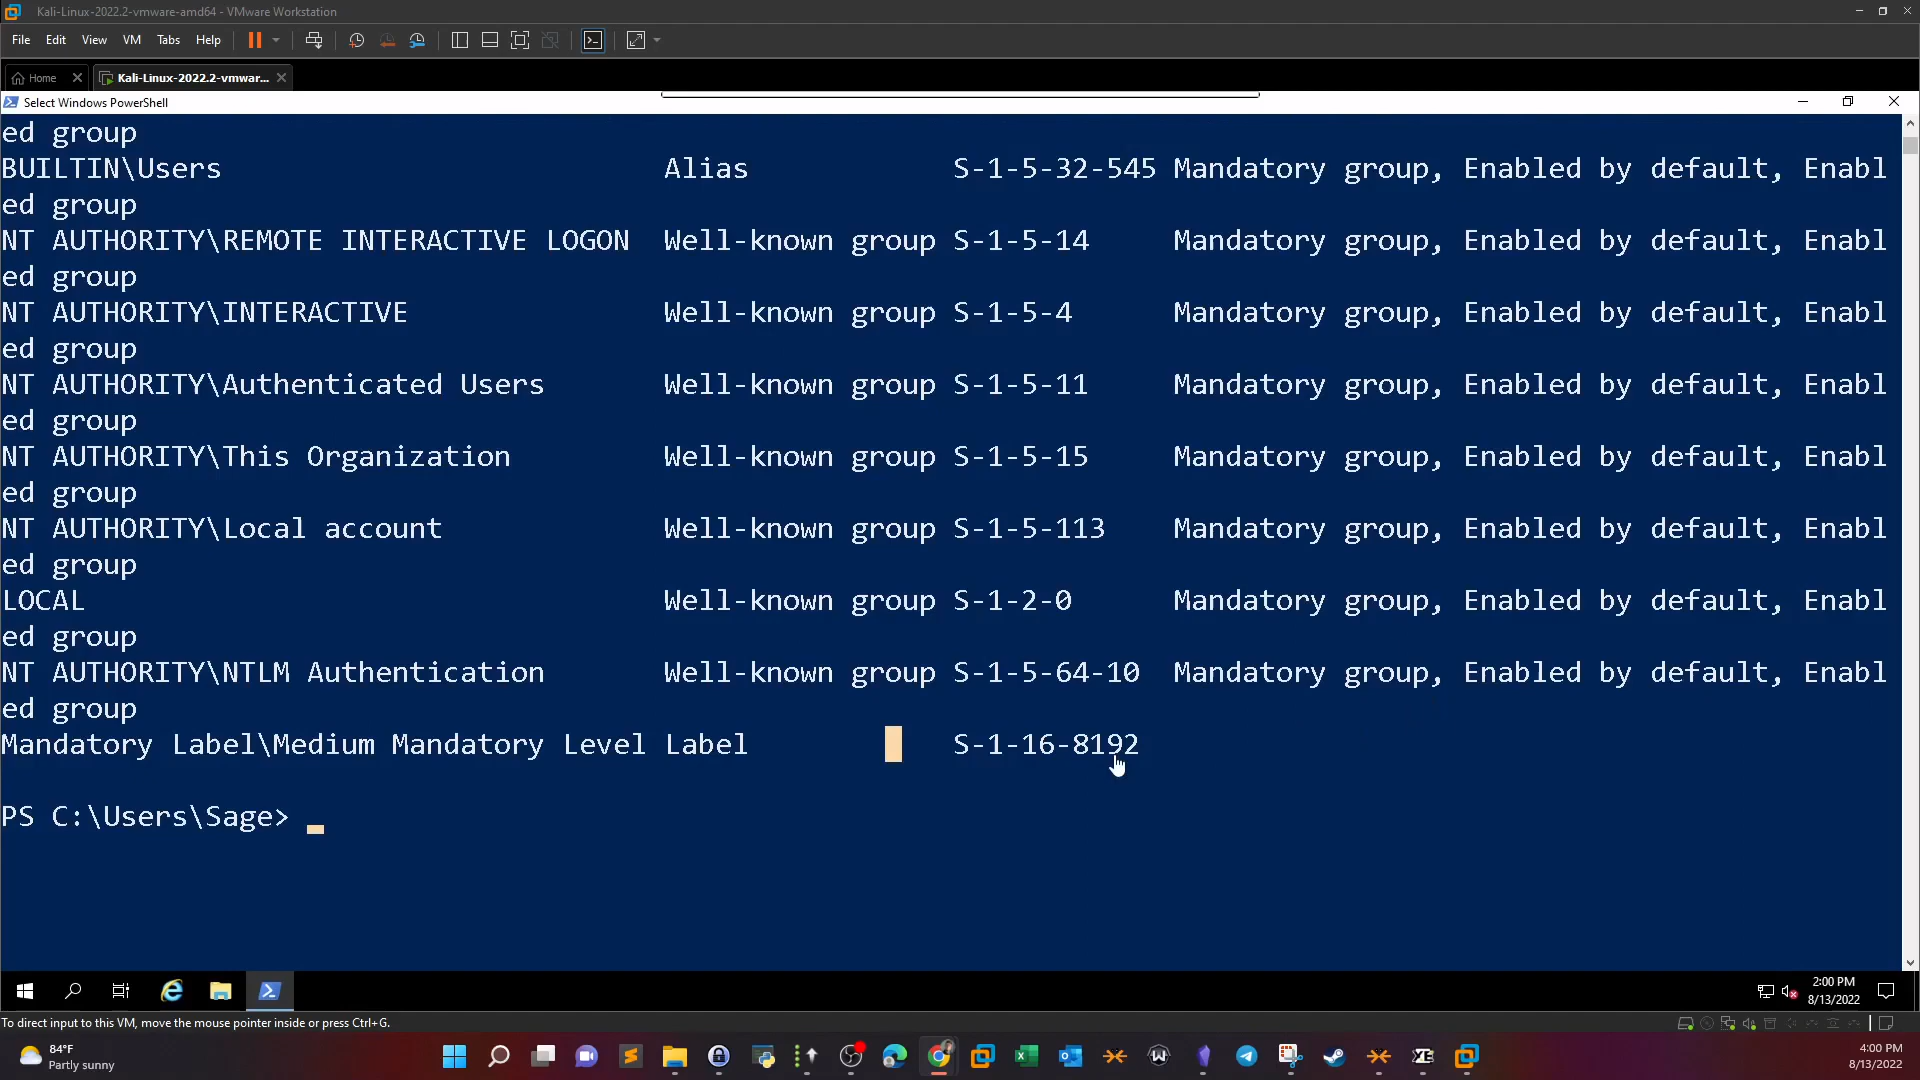 Kali-Linux-2022.2-vmware-amd64 - VMware Workstation
File Edit View VM Tabs Help
Home Kali-Linux-2022.2-vmwar...
Select Windows PowerShell
ed group
BUILTIN\Users Alias S-1-5-32-545 Mandatory group, Enabled by default, Enabl
ed group
NT AUTHORITY\REMOTE INTERACTIVE LOGON Well-known group S-1-5-14 Mandatory group, Enabled by default, Enabl
ed group
NT AUTHORITY\INTERACTIVE Well-known group S-1-5-4 Mandatory group, Enabled by default, Enabl
ed group
NT AUTHORITY\Authenticated Users Well-known group S-1-5-11 Mandatory group, Enabled by default, Enabl
ed group
NT AUTHORITY\This Organization Well-known group S-1-5-15 Mandatory group, Enabled by default, Enabl
ed group
NT AUTHORITY\Local account Well-known group S-1-5-113 Mandatory group, Enabled by default, Enabl
ed group
LOCAL Well-known group S-1-2-0 Mandatory group, Enabled by default, Enabl
ed group
NT AUTHORITY\NTLM Authentication Well-known group S-1-5-64-10 Mandatory group, Enabled by default, Enabl
ed group
Mandatory Label\Medium Mandatory Level Label S-1-16-8192
PS C:\Users\Sage>
2:00 PM
8/13/2022
To direct input to this VM, move the mouse pointer inside or press Ctrl+G.
84°F
Partly sunny
4:00 PM
8/13/2022